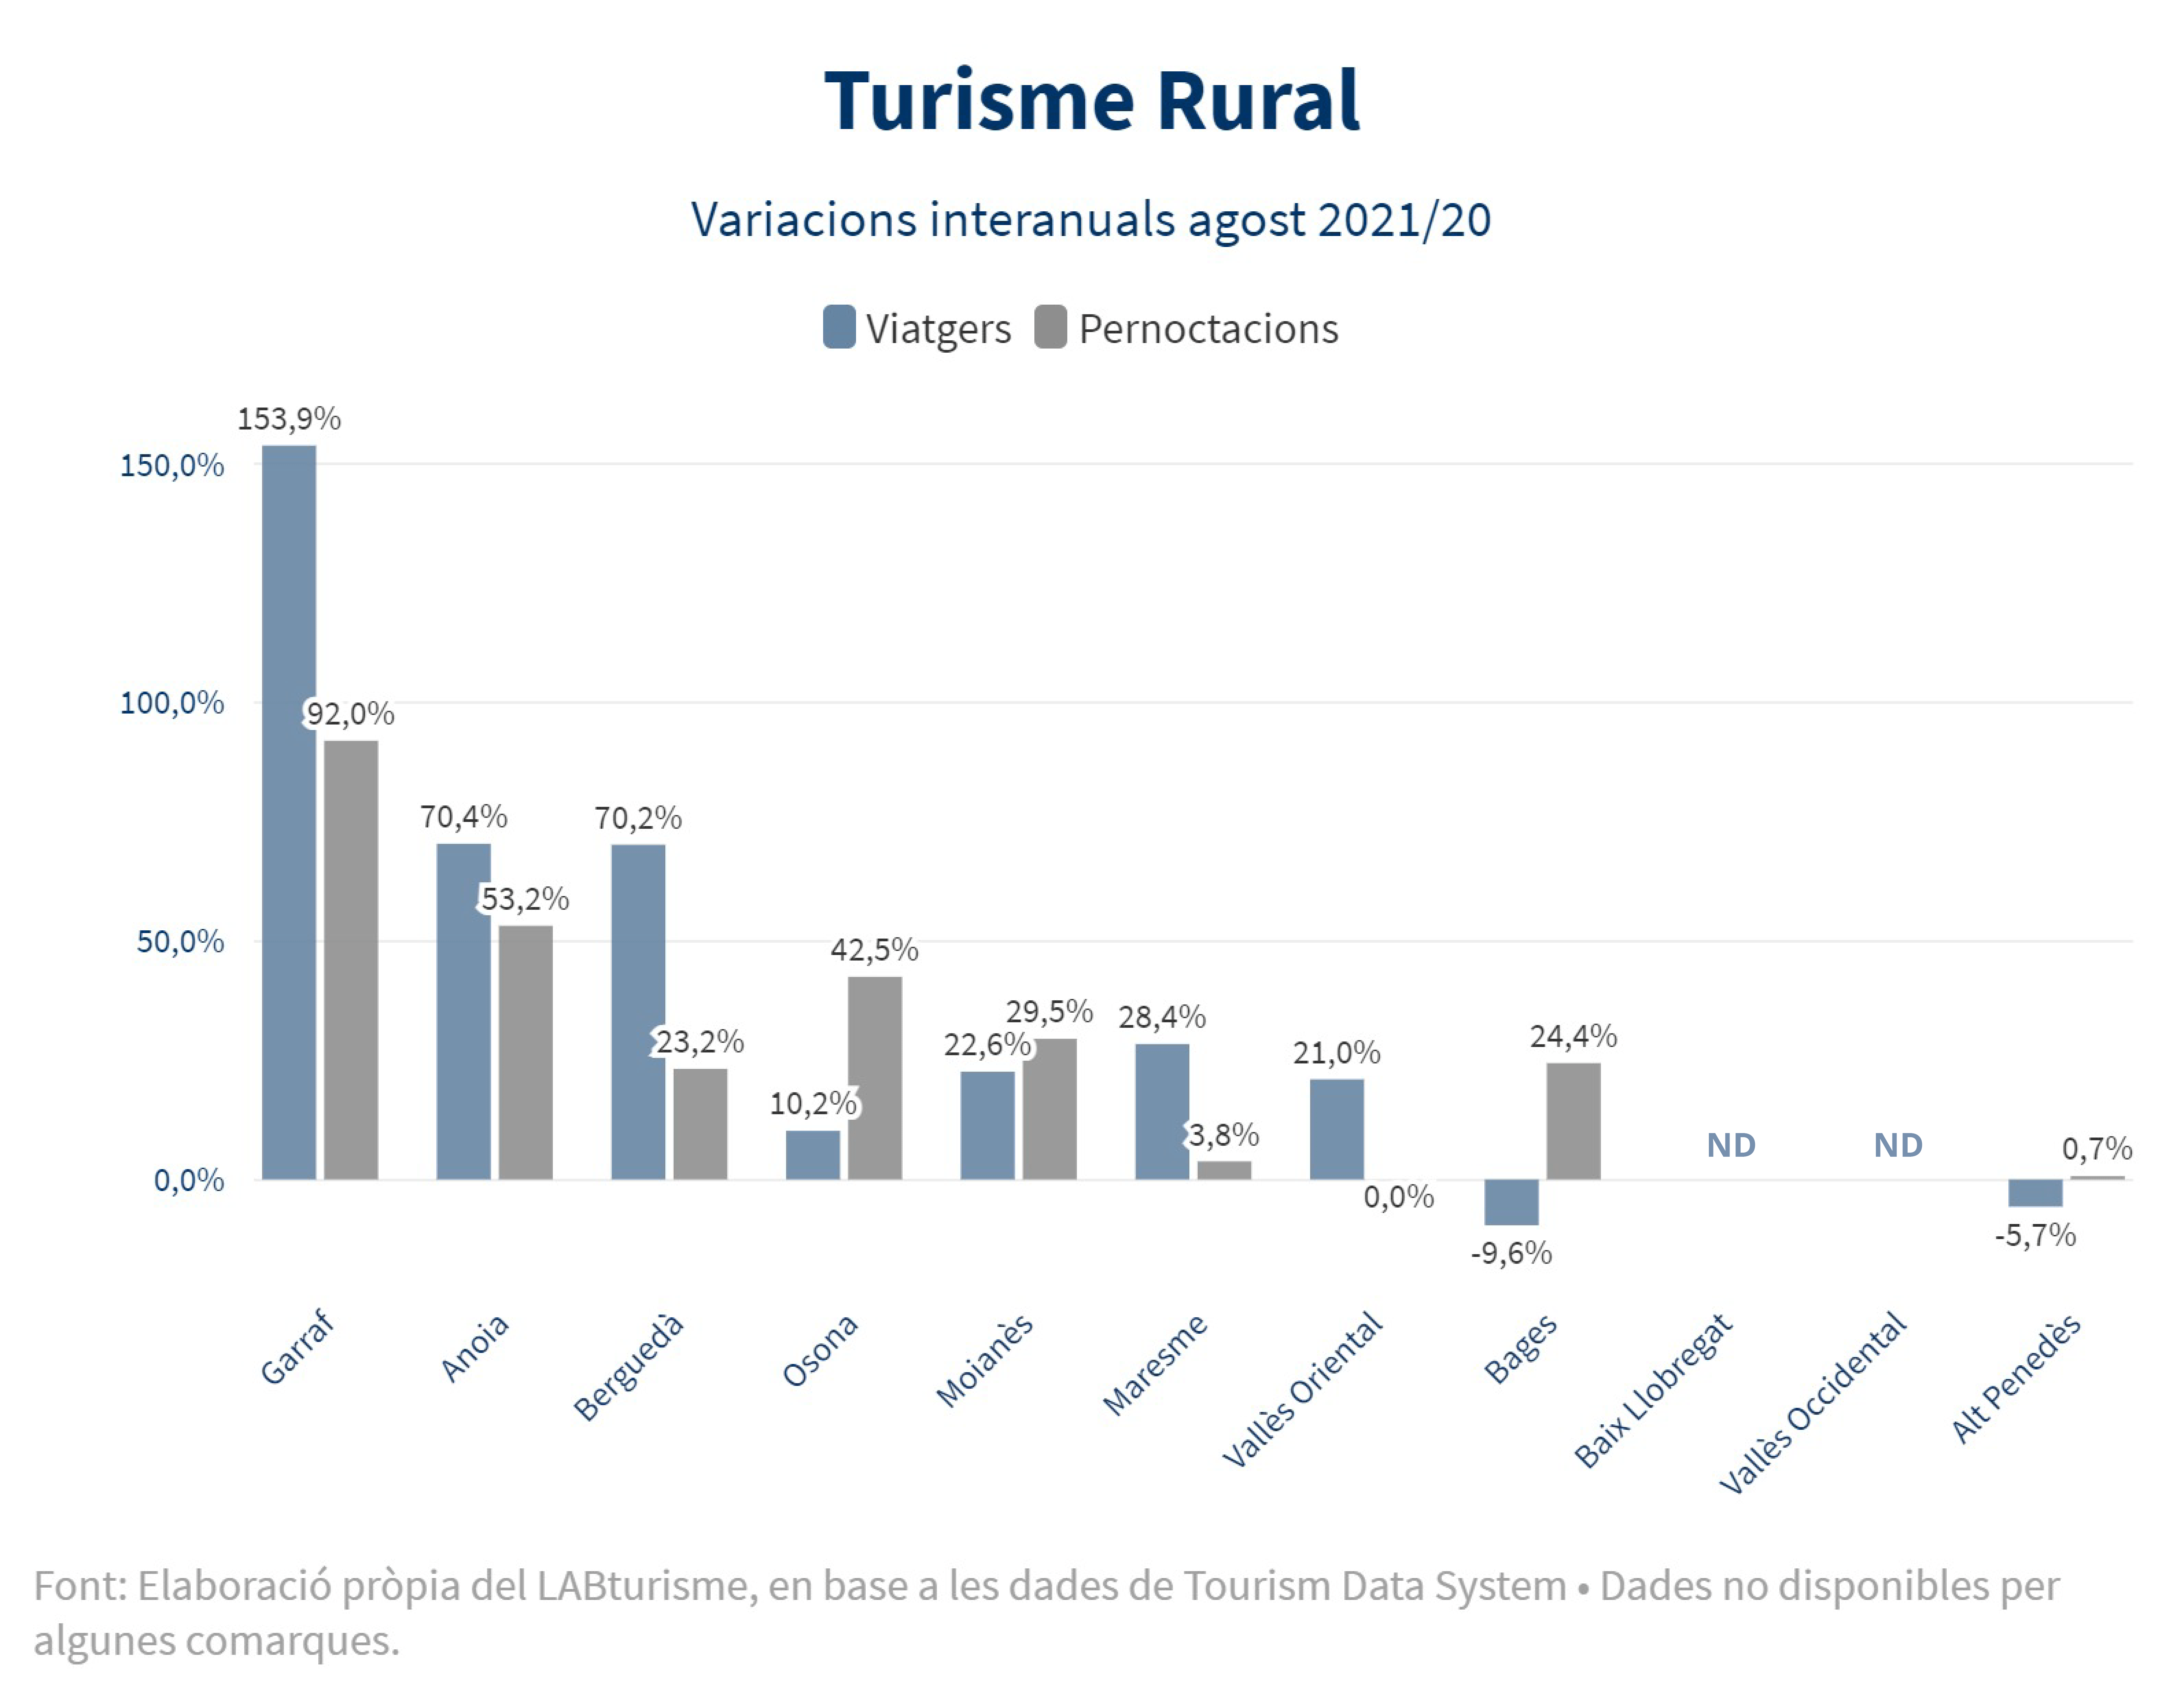 Turisme Rural
Variacions interanuals agost 2021/20
Viatgers Pernoctacions
153,9%
150,0%
92,0%
100,0%
70,4%
70,2%
53,2%
50,0%
42,5%
29,5%
28,4%
23,2%
22,6%
21,0%
24,4%
10,2%
3,8%
ND
ND
0,7%
0,0%
0,0%
-9,6%
-5,7%
Garraf
Anoia
Berguedà
Osona
Moianès
Maresme
Vallès Oriental
Bages
Baix Llobregat
Vallès Occidental
Alt Penedès
Font: Elaboració pròpia del LABturisme, en base a les dades de Tourism Data System • Dades no disponibles per
algunes comarques.